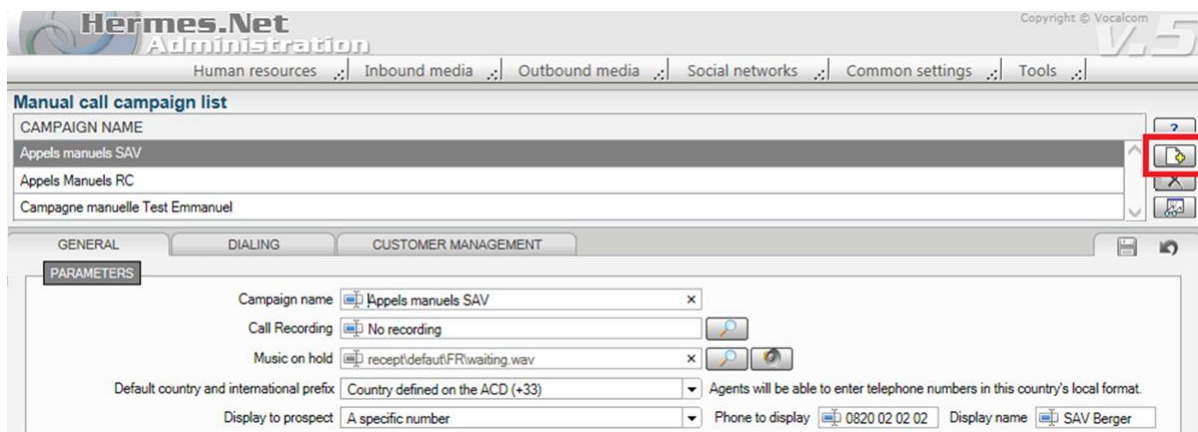 Hermes.Net
Administration
Copyright © Vocalcom
V.5
Human resources Inbound media Outbound media Social networks Common settings Tools
Manual call campaign list
CAMPAIGN NAME
?
Appels manuels SAV
Appels Manuels RC
Campagne manuelle Test Emmanuel
GENERAL DIALING CUSTOMER MANAGEMENT
PARAMETERS
Campaign name Appels manuels SAV
Call Recording No recording
Music on hold recept\defaut\FR\waiting.wav
Default country and international prefix Country defined on the ACD (+33) Agents will be able to enter telephone numbers in this country's local format.
Display to prospect A specific number Phone to display 0820 02 02 02 Display name SAV Berger